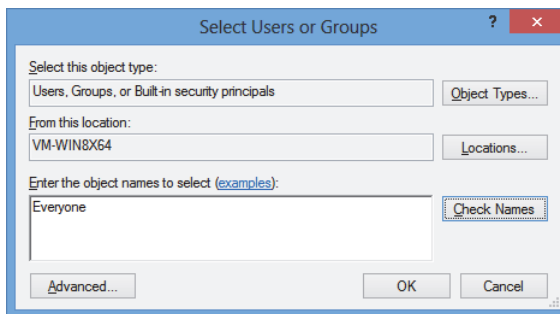 Select Users or Groups
?
×
Select this object type:
Users, Groups, or Built-in security principals
Object Types...
From this location:
VM-WIN8X64
Locations...
Enter the object names to select (examples):
Everyone
Check Names
Advanced...
OK
Cancel